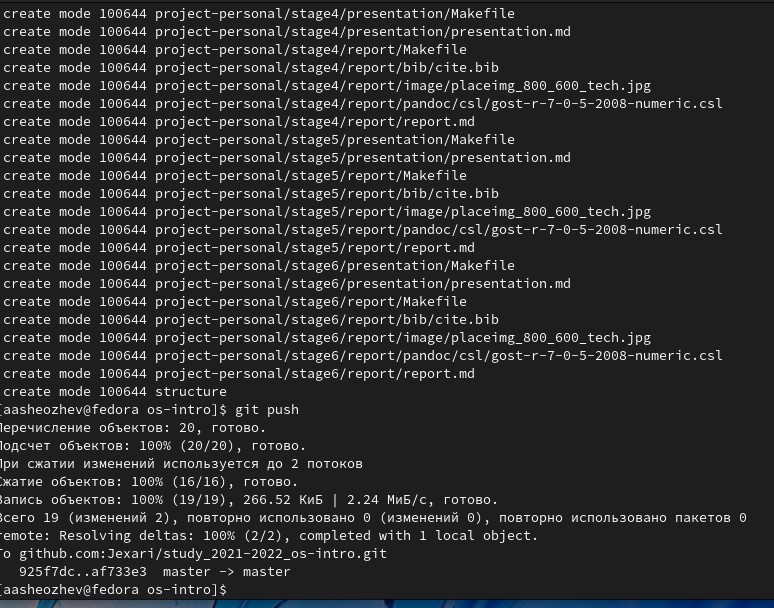 create mode 100644 project-personal/stage4/presentation/Makefile
create mode 100644 project-personal/stage4/presentation/presentation.md
create mode 100644 project-personal/stage4/report/Makefile
create mode 100644 project-personal/stage4/report/bib/cite.bib
create mode 100644 project-personal/stage4/report/image/placeimg_800_600_tech.jpg
create mode 100644 project-personal/stage4/report/pandoc/csl/gost-r-7-0-5-2008-numeric.csl
create mode 100644 project-personal/stage4/report/report.md
create mode 100644 project-personal/stage5/presentation/Makefile
create mode 100644 project-personal/stage5/presentation/presentation.md
create mode 100644 project-personal/stage5/report/Makefile
create mode 100644 project-personal/stage5/report/bib/cite.bib
create mode 100644 project-personal/stage5/report/image/placeimg_800_600_tech.jpg
create mode 100644 project-personal/stage5/report/pandoc/csl/gost-r-7-0-5-2008-numeric.csl
create mode 100644 project-personal/stage5/report/report.md
create mode 100644 project-personal/stage6/presentation/Makefile
create mode 100644 project-personal/stage6/presentation/presentation.md
create mode 100644 project-personal/stage6/report/Makefile
create mode 100644 project-personal/stage6/report/bib/cite.bib
create mode 100644 project-personal/stage6/report/image/placeimg_800_600_tech.jpg
create mode 100644 project-personal/stage6/report/pandoc/csl/gost-r-7-0-5-2008-numeric.csl
create mode 100644 project-personal/stage6/report/report.md
create mode 100644 structure
[aasheozhev@fedora os-intro]$ git push
Перечисление объектов: 20, готово.
Подсчет объектов: 100% (20/20), готово.
При сжатии изменений используется до 2 потоков
Сжатие объектов: 100% (16/16), готово.
Запись объектов: 100% (19/19), 266.52 КиБ | 2.24 МиБ/с, готово.
Всего 19 (изменений 2), повторно использовано 0 (изменений 0), повторно использовано пакетов 0
remote: Resolving deltas: 100% (2/2), completed with 1 local object.
To github.com:Jexari/study_2021-2022_os-intro.git
925f7dc..af733e3  master -> master
[aasheozhev@fedora os-intro]$